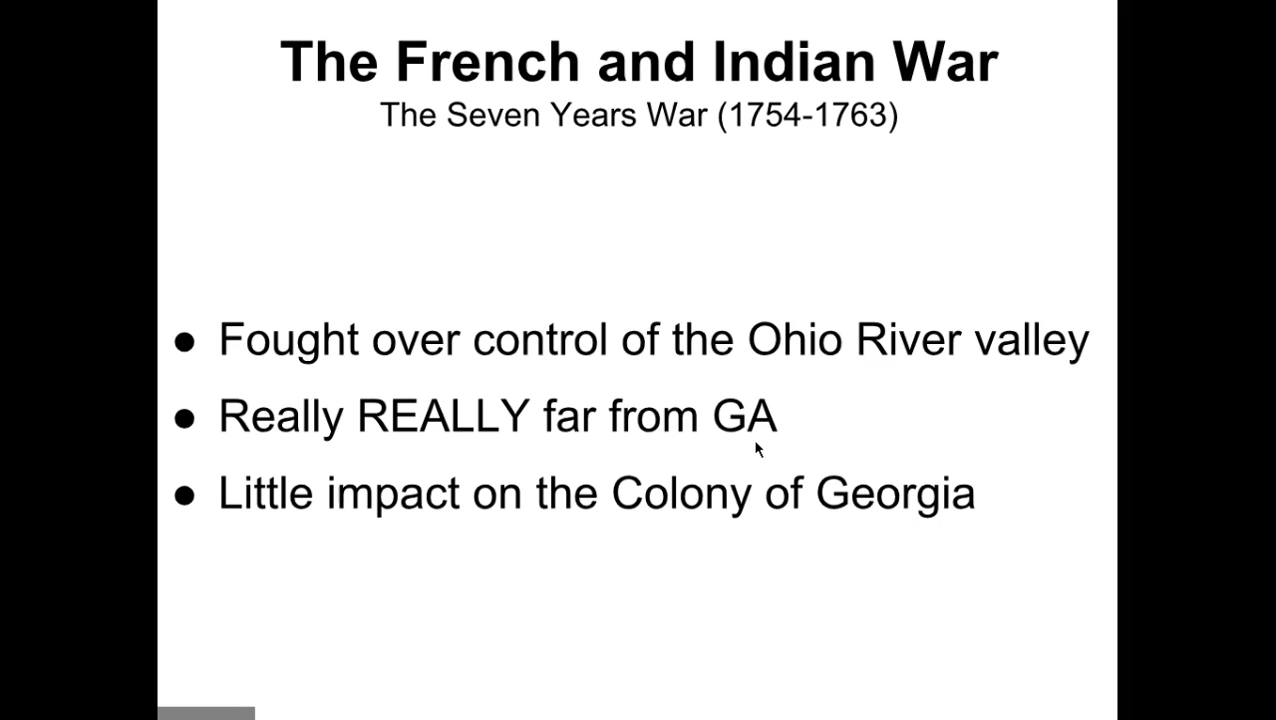 The French and Indian War
The Seven Years War (1754-1763)
● Fought over control of the Ohio River valley
● Really REALLY far from GA
● Little impact on the Colony of Georgia